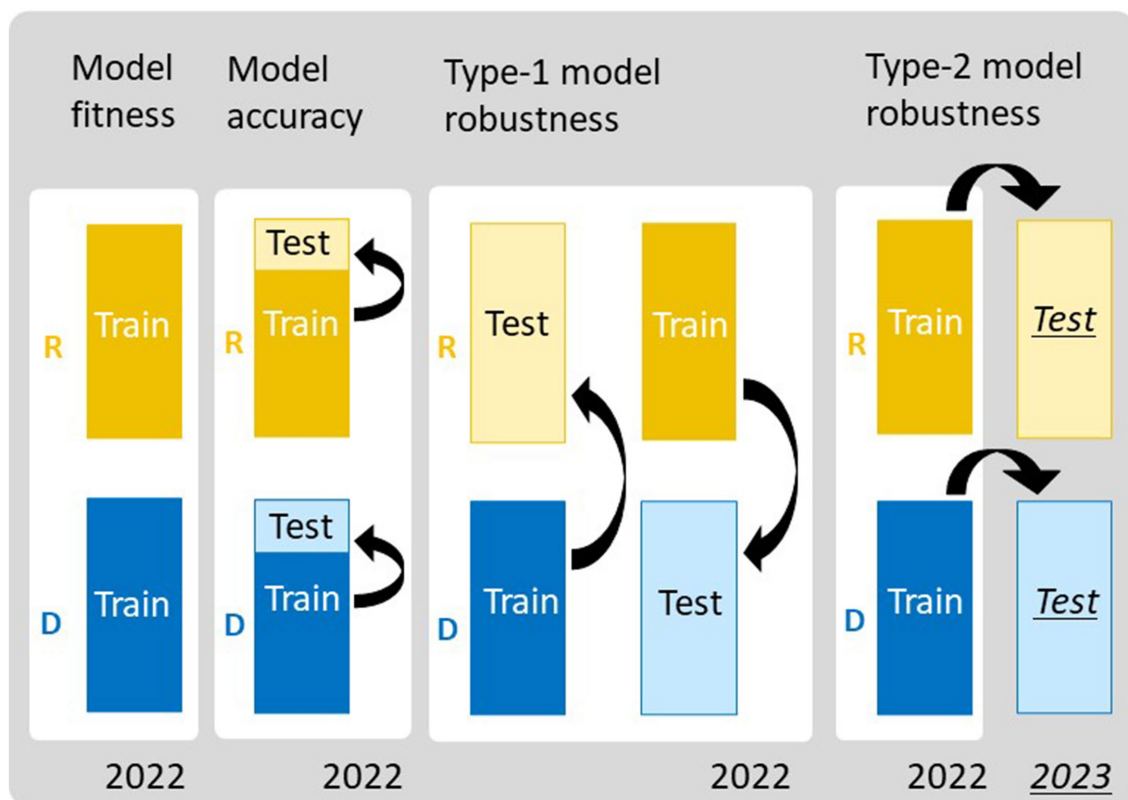 Model
fitness
Model
accuracy
Type-1 model
robustness
Type-2 model
robustness
R
Train
D
Train
2022
R
Test
Train
D
Test
Train
2022
R
Test
Train
D
Train
Test
2022
R
Train
Test
D
Train
Test
2022
2023